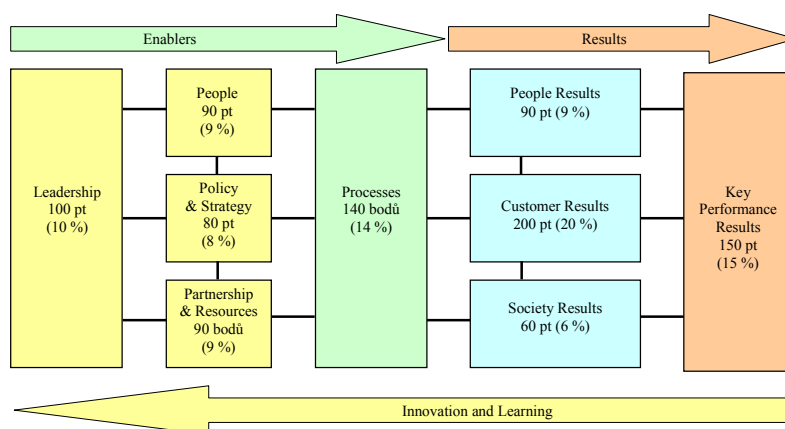 Enablers
Results
Leadership
100 pt
(10 %)
People
90 pt
(9 %)
Policy
& Strategy
80 pt
(8 %)
Partnership
& Resources
90 bodů
(9 %)
Processes
140 bodů
(14 %)
People Results
90 pt (9 %)
Customer Results
200 pt (20 %)
Society Results
60 pt (6 %)
Key
Performance
Results
150 pt
(15 %)
Innovation and Learning